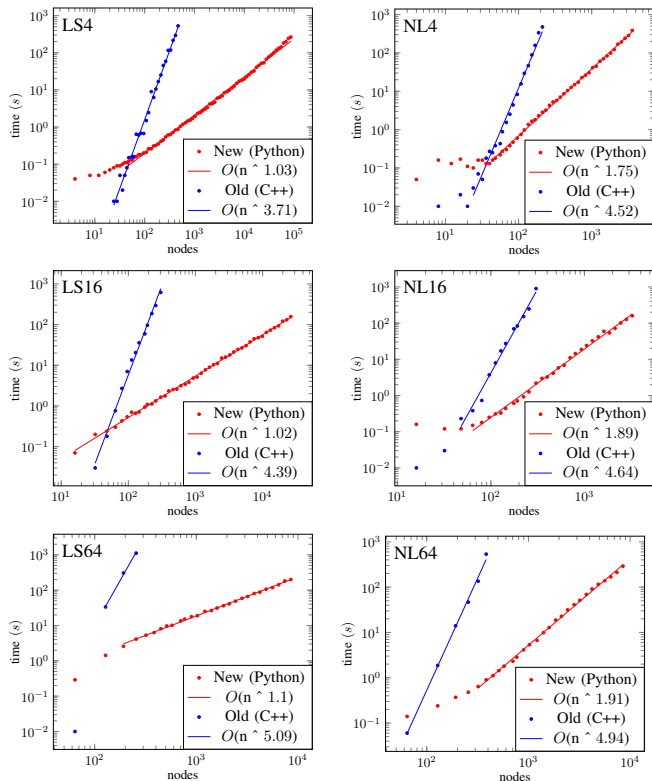 LS4
10^3
10^2
10^1
10^0
10^-1
10^-2
time (s)
10^1
10^2
10^3
10^4
10^5
nodes
New (Python)
O(n ^ 1.03)
Old (C++)
O(n ^ 3.71)
NL4
10^3
10^2
10^1
10^0
10^-1
10^-2
time (s)
10^1
10^2
10^3
nodes
New (Python)
O(n ^ 1.75)
Old (C++)
O(n ^ 4.52)
LS16
10^3
10^2
10^1
10^0
10^-1
time (s)
10^1
10^2
10^3
10^4
nodes
New (Python)
O(n ^ 1.02)
Old (C++)
O(n ^ 4.39)
NL16
10^3
10^2
10^1
10^0
10^-1
10^-2
time (s)
10^2
10^3
nodes
New (Python)
O(n ^ 1.89)
Old (C++)
O(n ^ 4.64)
LS64
10^3
10^2
10^1
10^0
10^-1
10^-2
time (s)
10^2
10^3
10^4
nodes
New (Python)
O(n ^ 1.1)
Old (C++)
O(n ^ 5.09)
NL64
10^3
10^2
10^1
10^0
10^-1
time (s)
10^2
10^3
10^4
nodes
New (Python)
O(n ^ 1.91)
Old (C++)
O(n ^ 4.94)